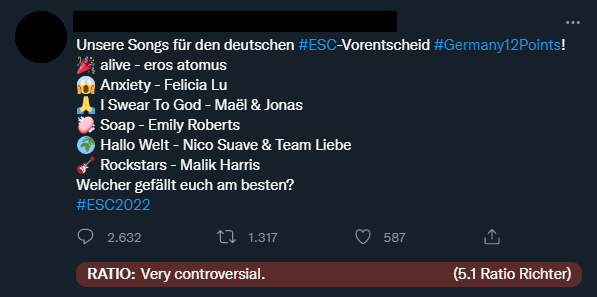 Unsere Songs für den deutschen #ESC-Vorentscheid #Germany12Points!
🎉 alive - eros atomus
😱 Anxiety - Felicia Lu
🙏 I Swear To God - Maël & Jonas
🧼 Soap - Emily Roberts
🌍 Hallo Welt - Nico Suave & Team Liebe
🎸 Rockstars - Malik Harris
Welcher gefällt euch am besten?
#ESC2022
2.632 1.317 587
RATIO: Very controversial. (5.1 Ratio Richter)